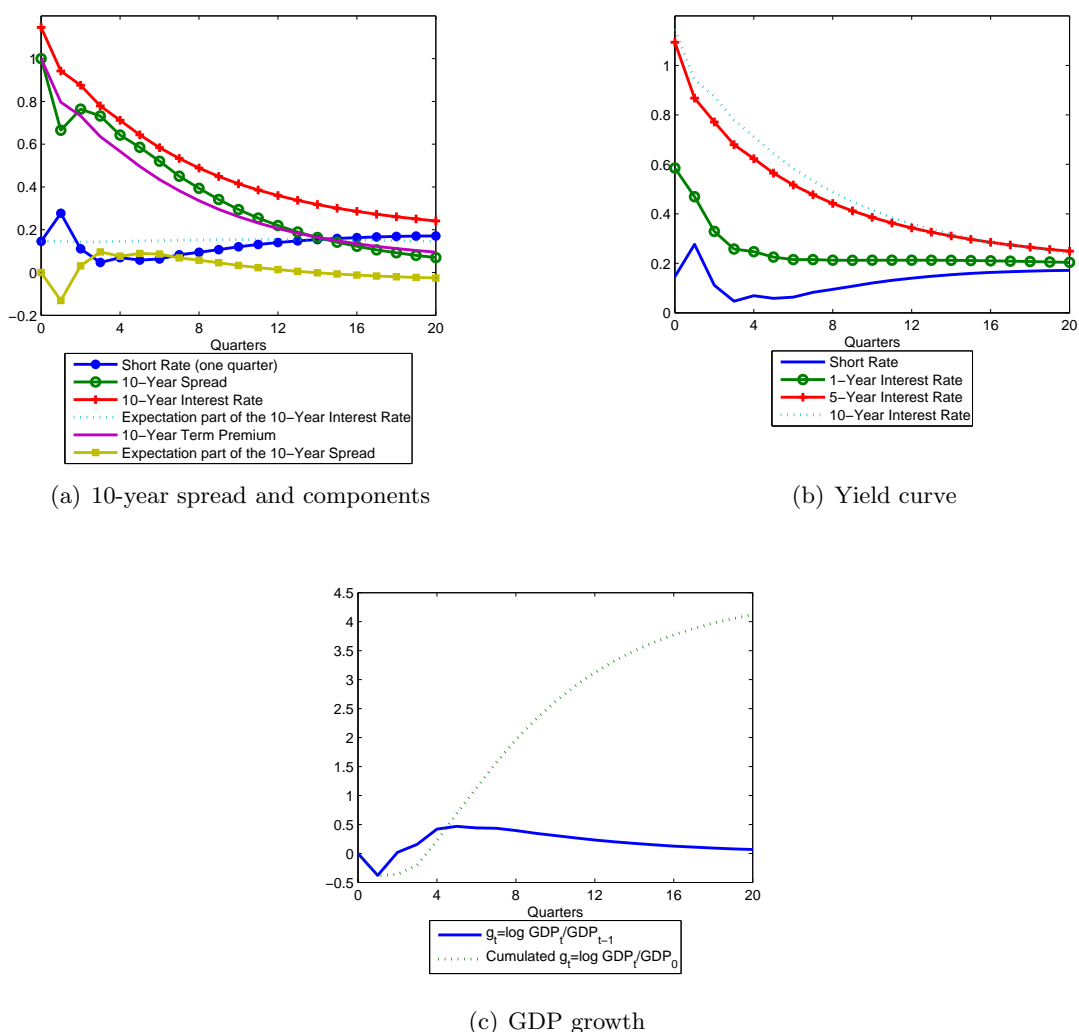 1
0.8
0.6
0.4
0.2
0
−0.2
0 4 8 12 16 20
Quarters
Short Rate (one quarter)
10−Year Spread
10−Year Interest Rate
Expectation part of the 10−Year Interest Rate
10−Year Term Premium
Expectation part of the 10−Year Spread
(a) 10-year spread and components
1
0.8
0.6
0.4
0.2
0
0 4 8 12 16 20
Quarters
Short Rate
1−Year Interest Rate
5−Year Interest Rate
10−Year Interest Rate
(b) Yield curve
4.5
4
3.5
3
2.5
2
1.5
1
0.5
0
−0.5
0 4 8 12 16 20
Quarters
g_t=log GDP_t/GDP_{t−1}
Cumulated g_t=log GDP_t/GDP_0
(c) GDP growth